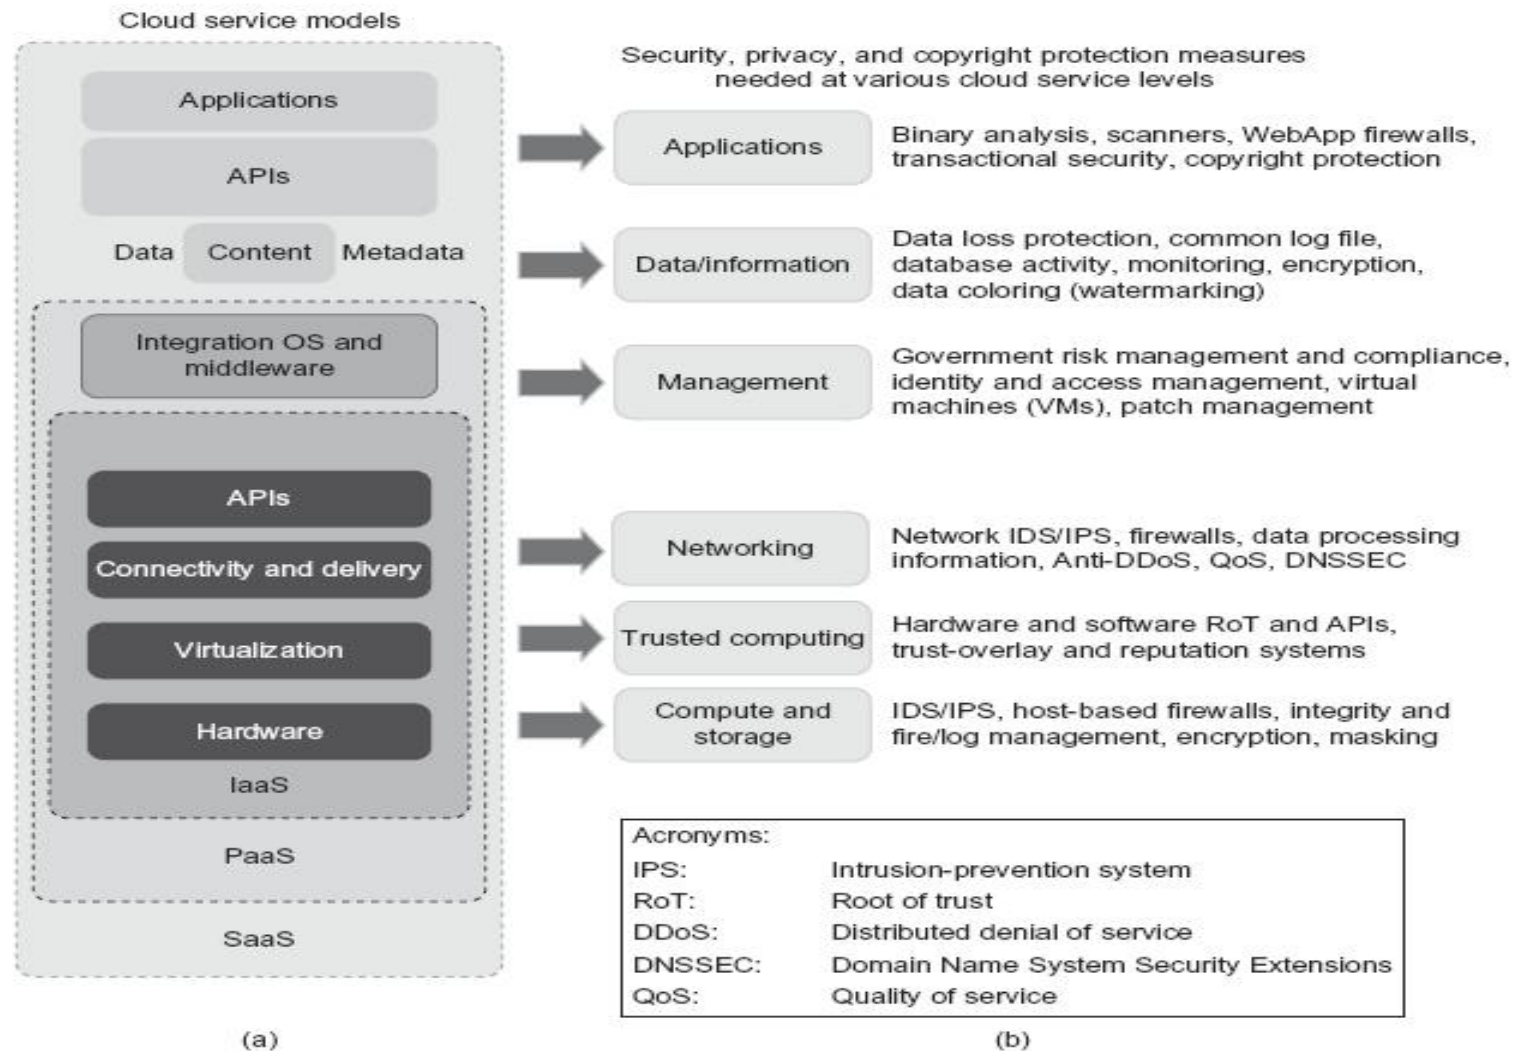 Cloud service models
Applications
APIs
Data Content Metadata
Integration OS and
middleware
APIs
Connectivity and delivery
Virtualization
Hardware
IaaS
PaaS
SaaS
(a)
Security, privacy, and copyright protection measures
needed at various cloud service levels
Applications
Binary analysis, scanners, WebApp firewalls,
transactional security, copyright protection
Data/information
Data loss protection, common log file,
database activity, monitoring, encryption,
data coloring (watermarking)
Management
Government risk management and compliance,
identity and access management, virtual
machines (VMs), patch management
Networking
Network IDS/IPS, firewalls, data processing
information, Anti-DDoS, QoS, DNSSEC
Trusted computing
Hardware and software RoT and APIs,
trust-overlay and reputation systems
Compute and
storage
IDS/IPS, host-based firewalls, integrity and
fire/log management, encryption, masking
Acronyms:
IPS: Intrusion-prevention system
RoT: Root of trust
DDoS: Distributed denial of service
DNSSEC: Domain Name System Security Extensions
QoS: Quality of service
(b)